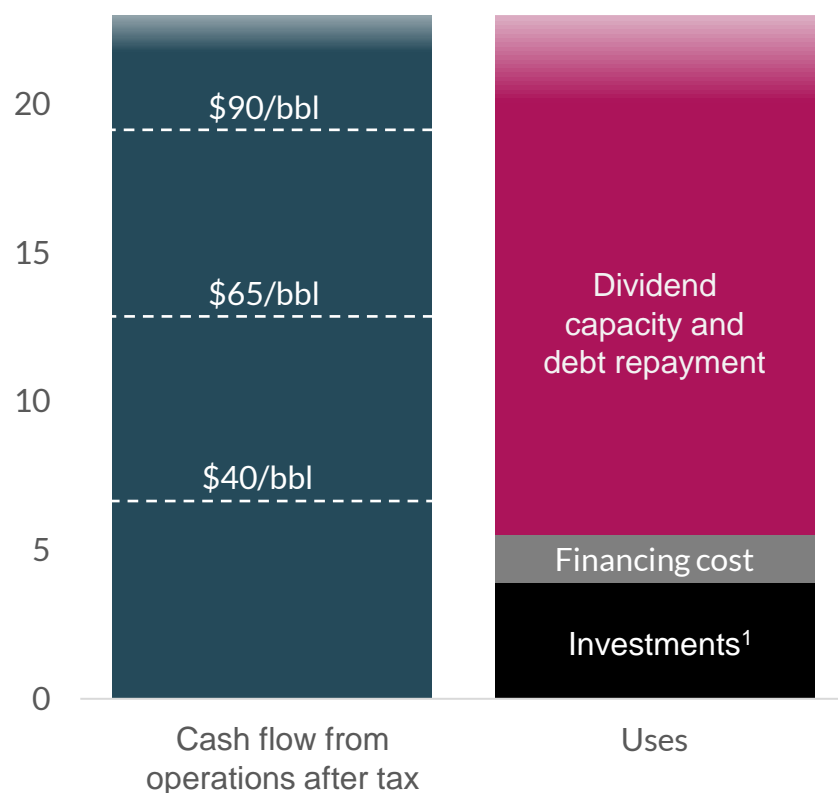 20
15
10
5
0
$90/bbl
$65/bbl
$40/bbl
Dividend
capacity and
debt repayment
Financing cost
Investments¹
Cash flow from
operations after tax
Uses